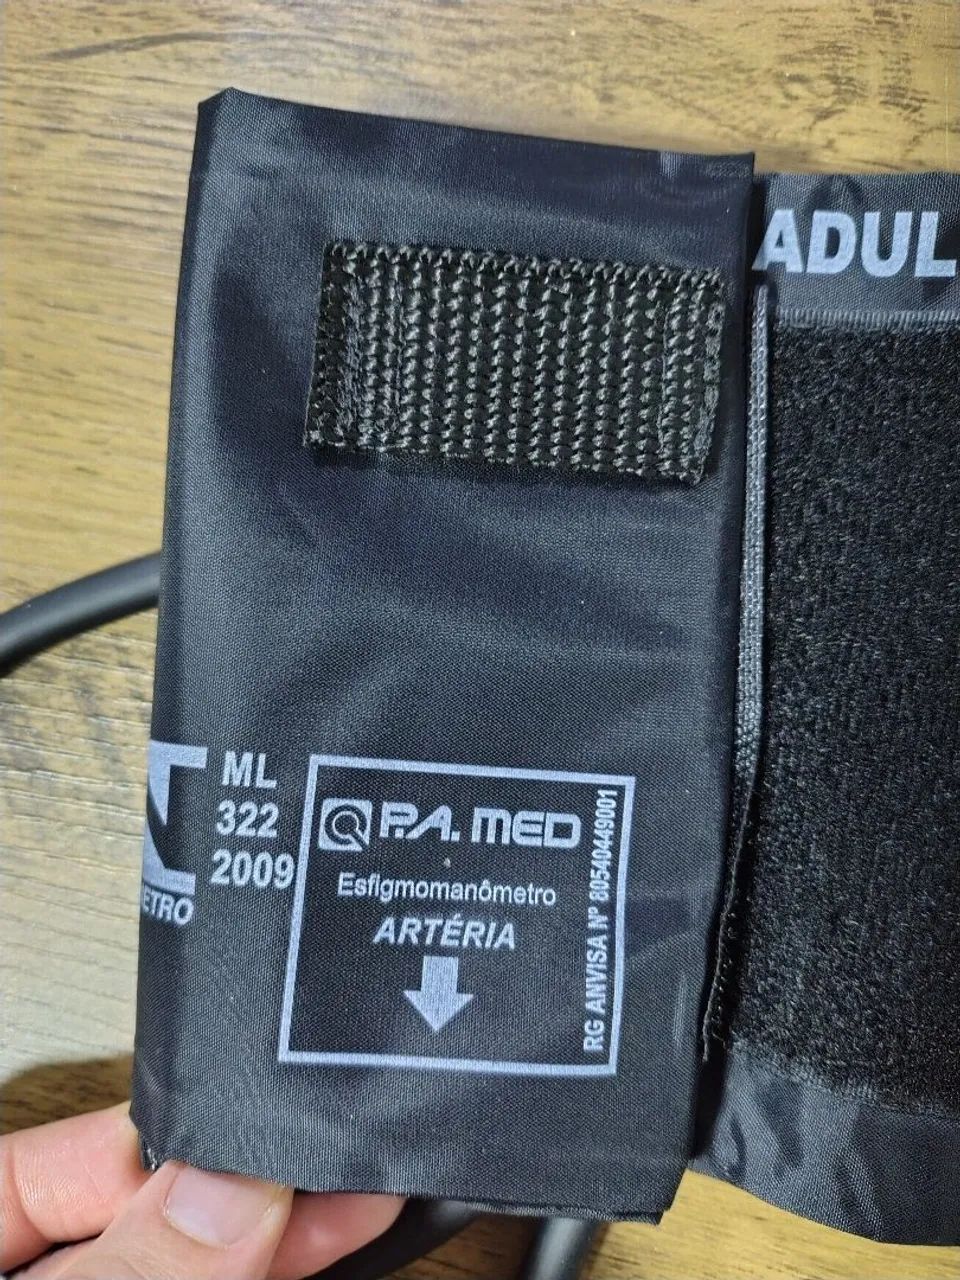 ADUL
ML
322
2009
ETRO
P.A. MED
Esfigmomanômetro
ARTÉRIA
RG ANVISA Nº 80540449001